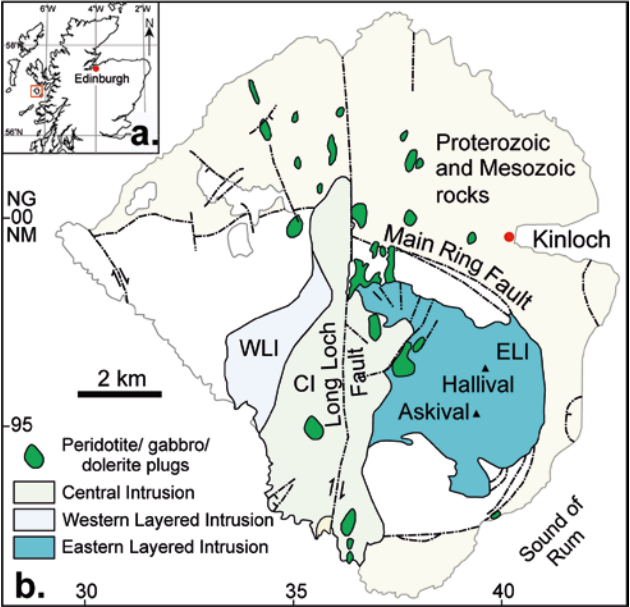 6°W 4°W 2°W
58°N
N
Edinburgh
56°N
a.
Proterozoic
and Mesozoic
rocks
NG
00
NM
Kinloch
Main Ring Fault
WLI
CI
Long Loch
Fault
ELI
Hallival
Askival
2 km
95
Peridotite/ gabbro/
dolerite plugs
Central Intrusion
Western Layered Intrusion
Eastern Layered Intrusion
Sound of
Rum
b.
30 35 40